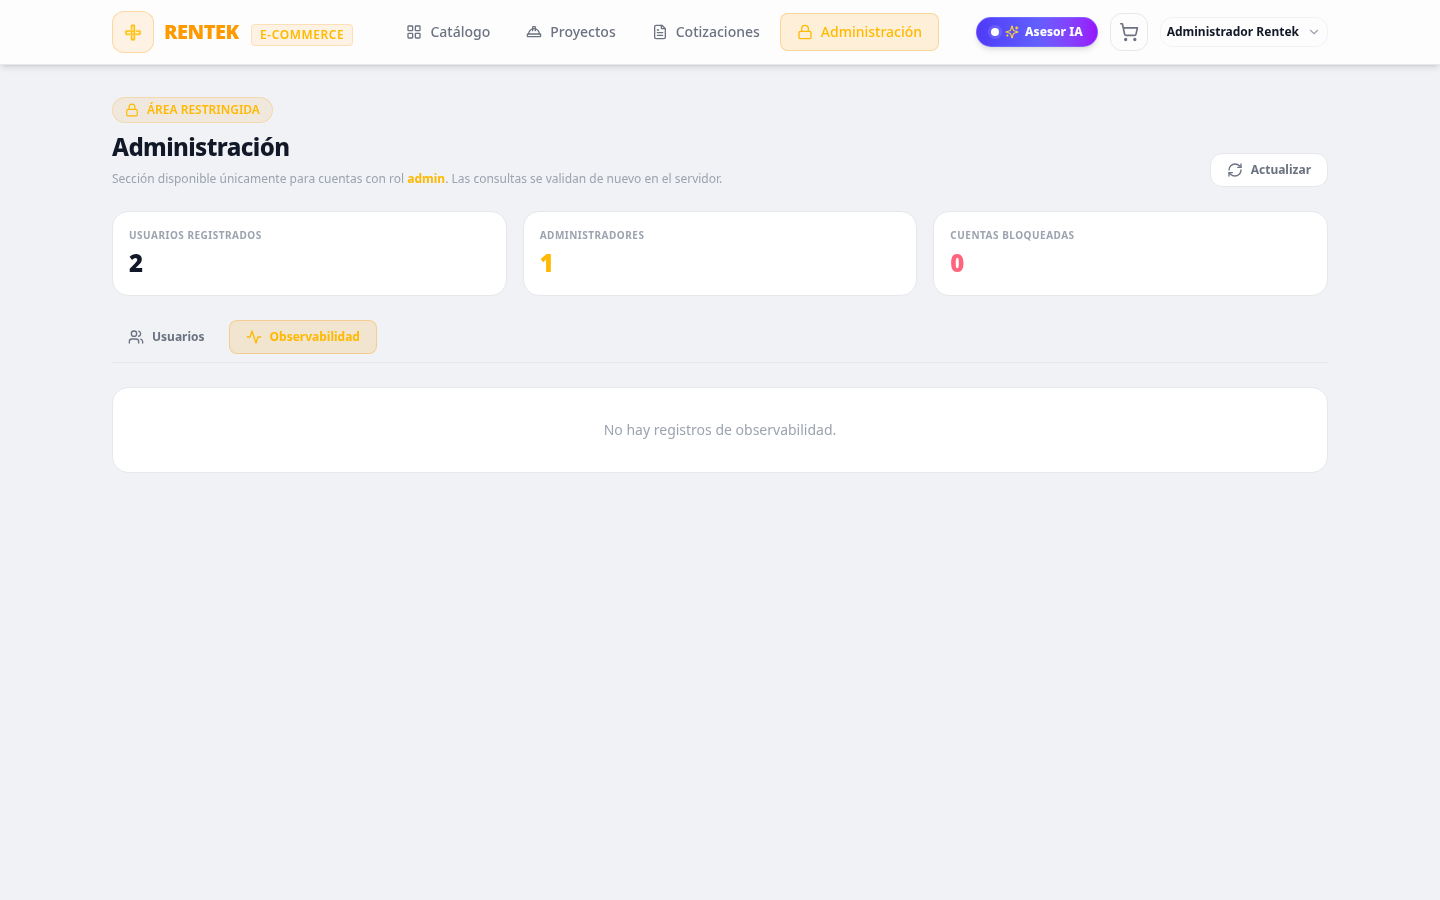 RENTEK E-COMMERCE Catálogo Proyectos Cotizaciones Administración Asesor IA Administrador Rentek
ÁREA RESTRINGIDA
Administración
Sección disponible únicamente para cuentas con rol admin. Las consultas se validan de nuevo en el servidor.
Actualizar
USUARIOS REGISTRADOS
2
ADMINISTRADORES
1
CUENTAS BLOQUEADAS
0
Usuarios Observabilidad
No hay registros de observabilidad.